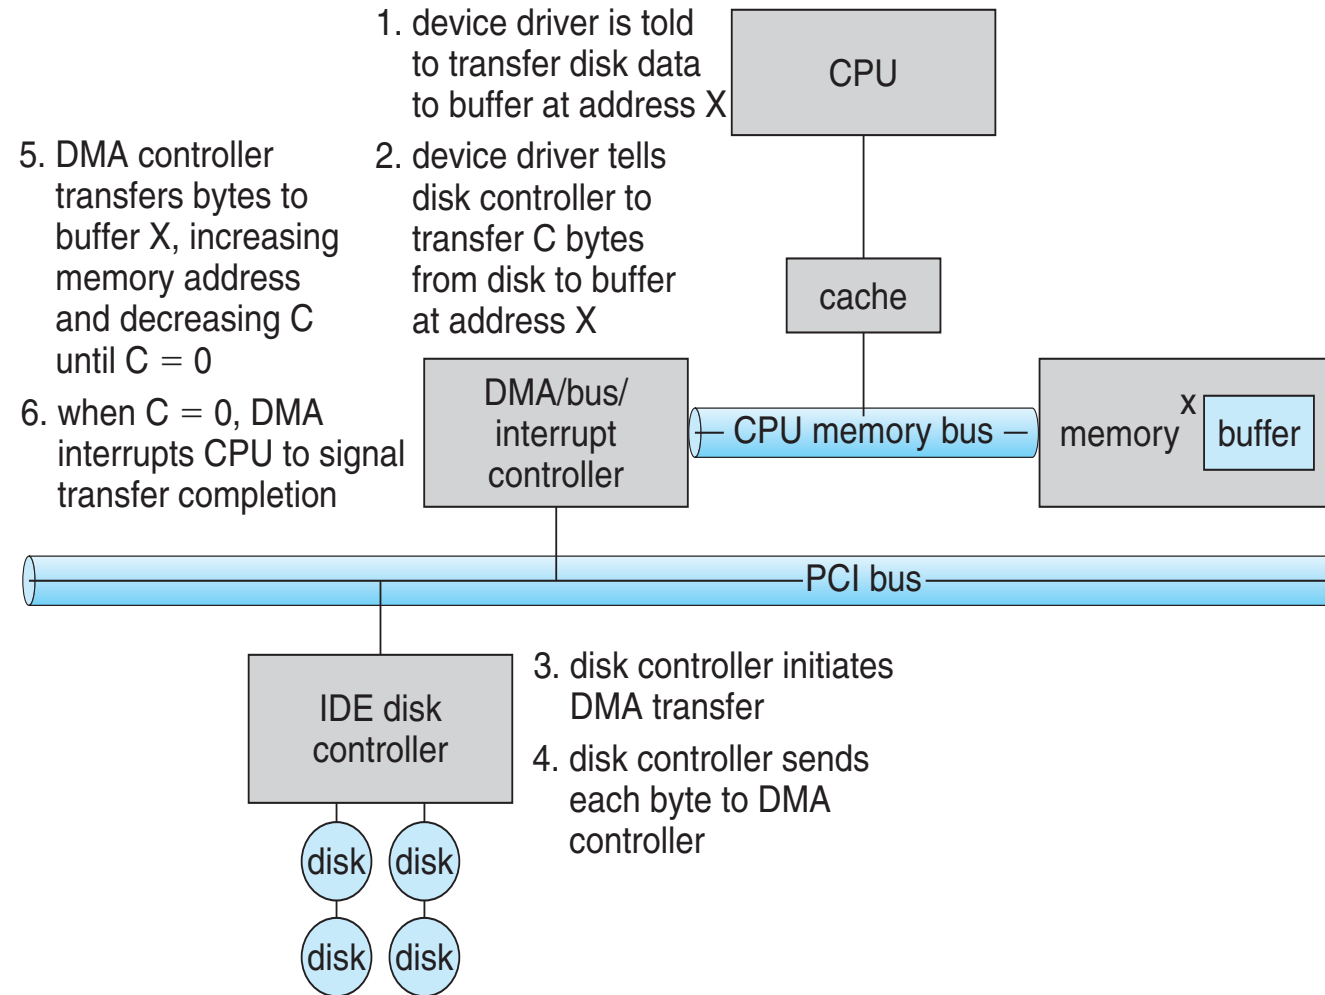 1. device driver is told
to transfer disk data
to buffer at address X
CPU
5. DMA controller
transfers bytes to
buffer X, increasing
memory address
and decreasing C
until C = 0
2. device driver tells
disk controller to
transfer C bytes
from disk to buffer
at address X
cache
6. when C = 0, DMA
interrupts CPU to signal
transfer completion
DMA/bus/
interrupt
controller
CPU memory bus
memory
x
buffer
PCI bus
IDE disk
controller
3. disk controller initiates
DMA transfer
4. disk controller sends
each byte to DMA
controller
disk
disk
disk
disk